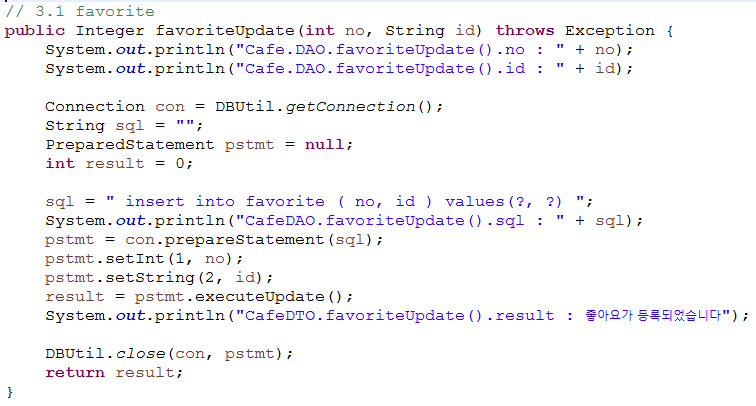 // 3.1 favorite
public Integer favoriteUpdate(int no, String id) throws Exception {
System.out.println("Cafe.DAO.favoriteUpdate().no : " + no);
System.out.println("Cafe.DAO.favoriteUpdate().id : " + id);
Connection con = DBUtil.getConnection();
String sql = "";
PreparedStatement pstmt = null;
int result = 0;
sql = " insert into favorite ( no, id ) values(?, ?) ";
System.out.println("CafeDAO.favoriteUpdate().sql : " + sql);
pstmt = con.prepareStatement(sql);
pstmt.setInt(1, no);
pstmt.setString(2, id);
result = pstmt.executeUpdate();
System.out.println("CafeDTO.favoriteUpdate().result : 좋아요가 등록되었습니다");
DBUtil.close(con, pstmt);
return result;
}